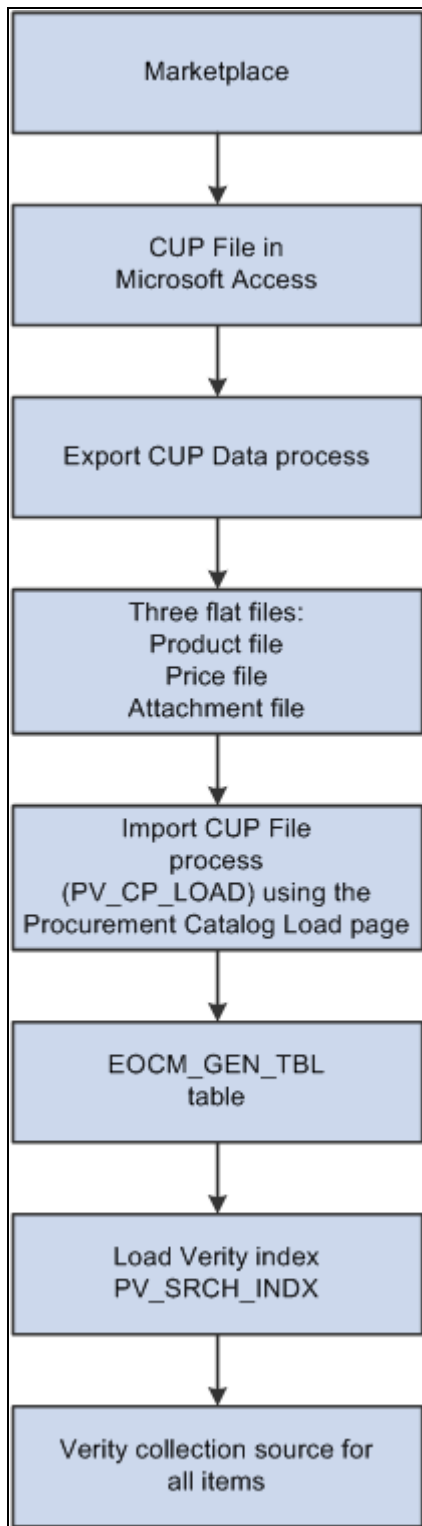 Marketplace
CUP File in
Microsoft Access
Export CUP Data process
Three flat files:
Product file
Price file
Attachment file
Import CUP File
process
(PV_CP_LOAD) using the
Procurement Catalog Load page
EOCM_GEN_TBL
table
Load Verity index
PV_SRCH_INDX
Verity collection source for
all items